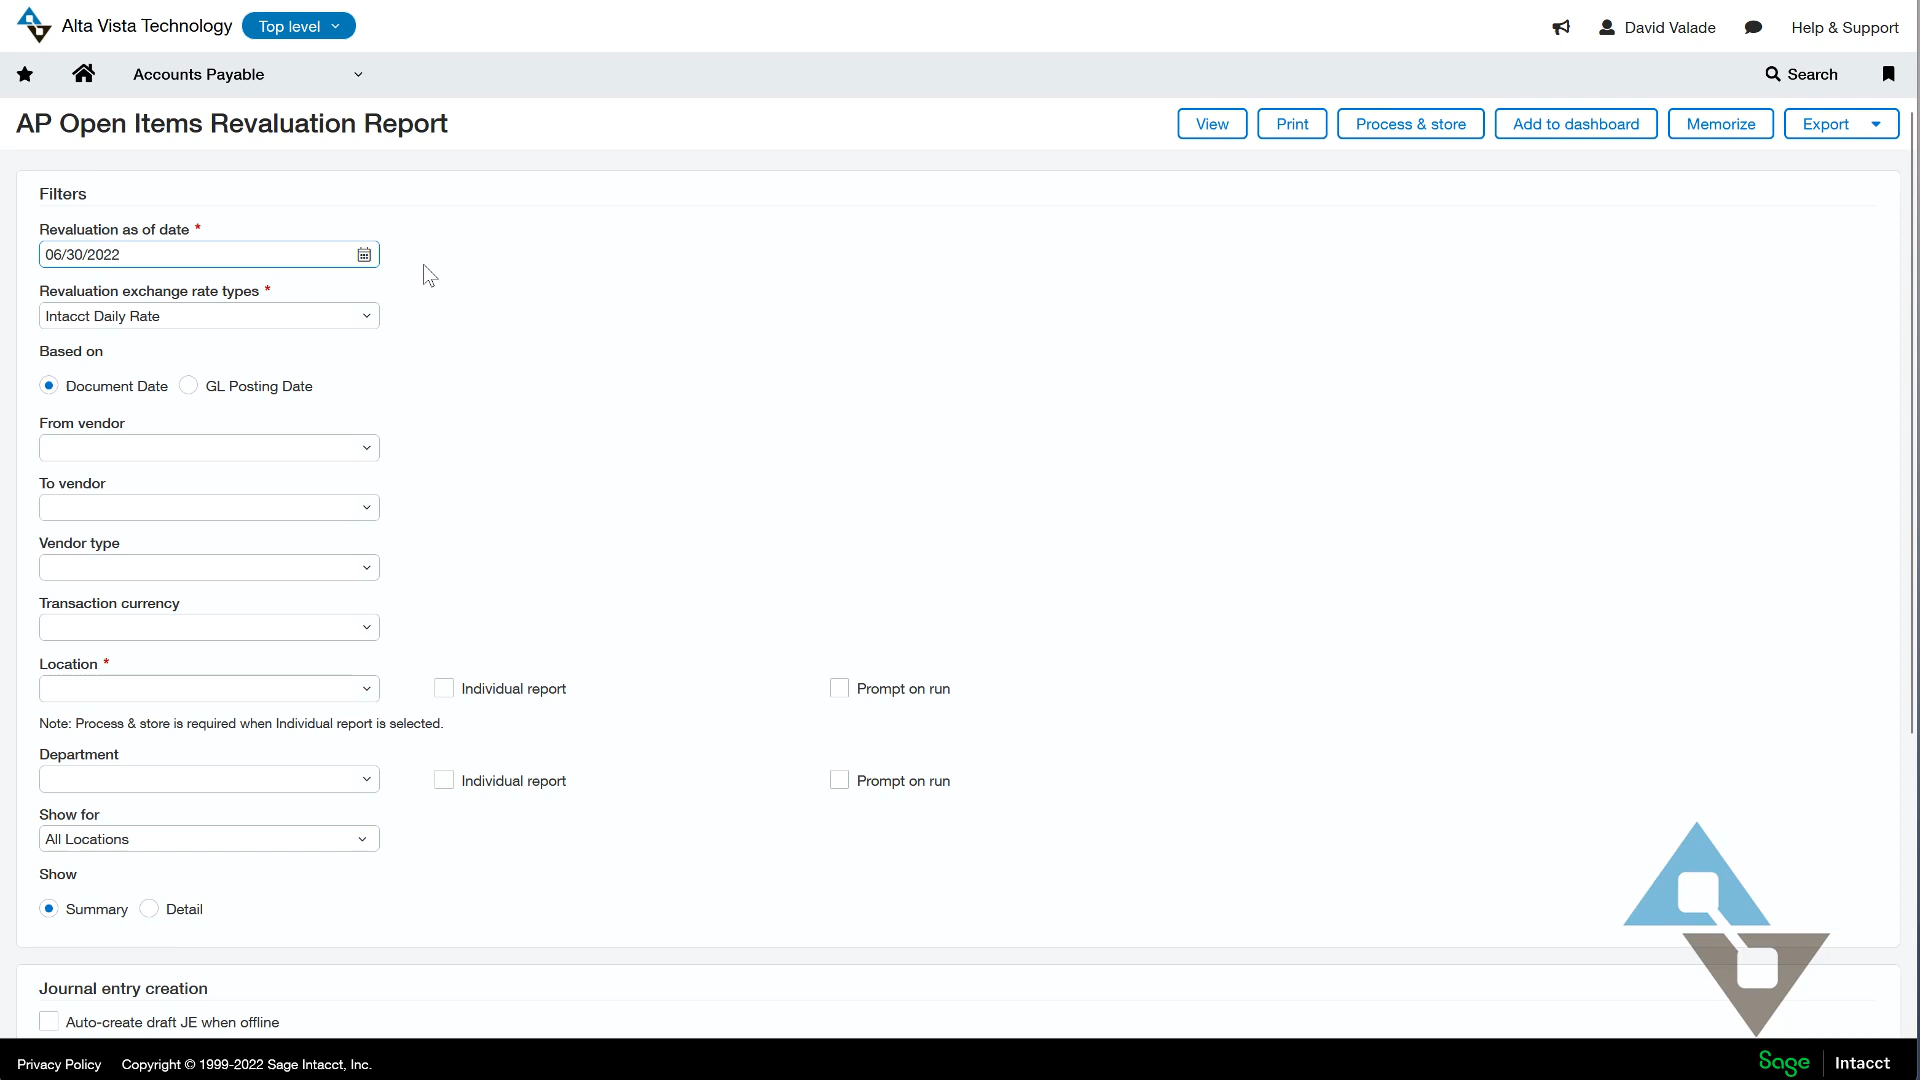 Alta Vista Technology Top level David Valade Help & Support
Accounts Payable Search
AP Open Items Revaluation Report View Print Process & store Add to dashboard Memorize Export
Filters
Revaluation as of date *
06/30/2022
Revaluation exchange rate types *
Intacct Daily Rate
Based on
Document Date GL Posting Date
From vendor
To vendor
Vendor type
Transaction currency
Location *
Individual report Prompt on run
Note: Process & store is required when Individual report is selected.
Department
Individual report Prompt on run
Show for
All Locations
Show
Summary Detail
Journal entry creation
Auto-create draft JE when offline
Privacy Policy Copyright © 1999-2022 Sage Intacct, Inc. Sage Intacct